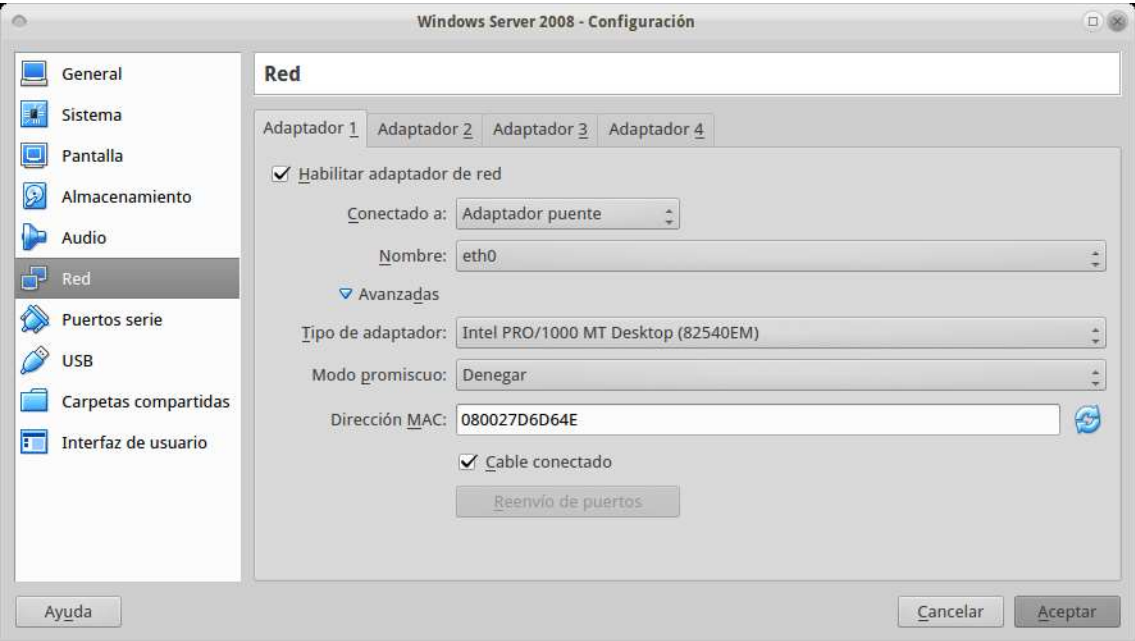 Windows Server 2008 - Configuración
General
Sistema
Pantalla
Almacenamiento
Audio
Red
Puertos serie
USB
Carpetas compartidas
Interfaz de usuario
Red
Adaptador 1 Adaptador 2 Adaptador 3 Adaptador 4
Habilitar adaptador de red
Conectado a: Adaptador puente
Nombre: eth0
Avanzadas
Tipo de adaptador: Intel PRO/1000 MT Desktop (82540EM)
Modo promiscuo: Denegar
Dirección MAC: 080027D6D64E
Cable conectado
Reenvío de puertos
Ayuda Cancelar Aceptar